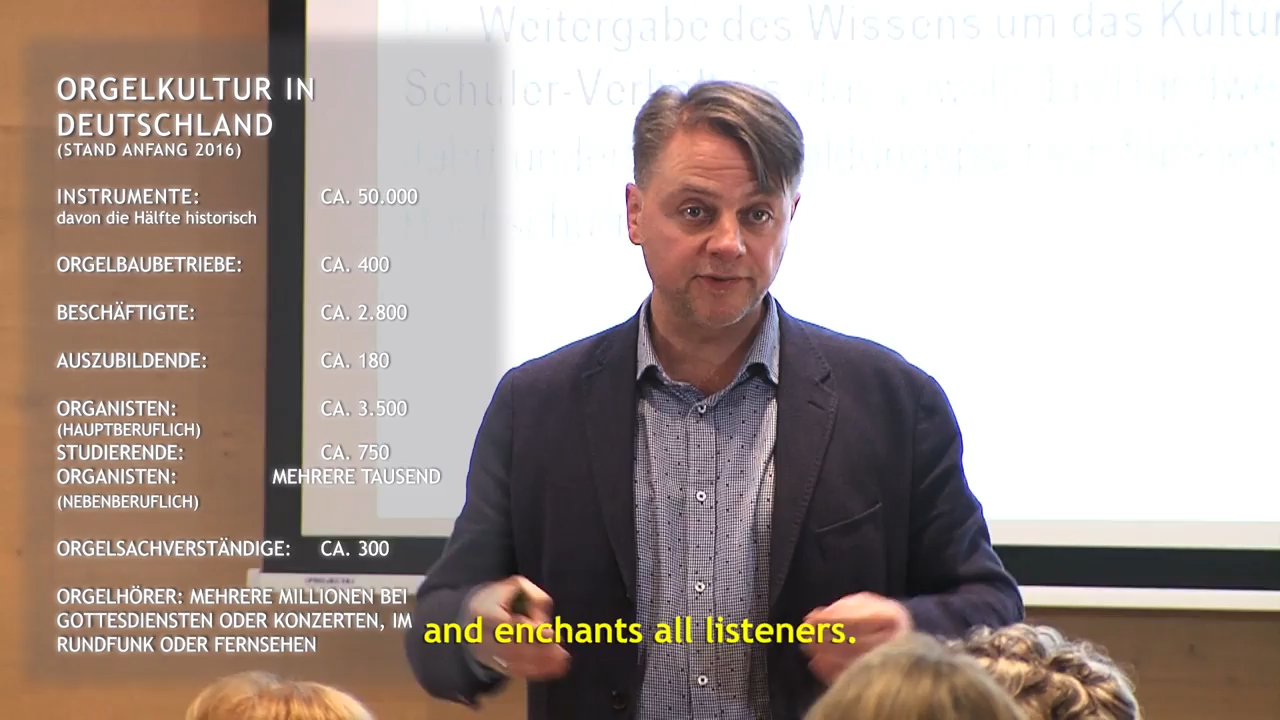 ORGELKULTUR IN
DEUTSCHLAND
(STAND ANFANG 2016)
INSTRUMENTE: CA. 50.000
davon die Hälfte historisch
ORGELBAUBETRIEBE: CA. 400
BESCHÄFTIGTE: CA. 2.800
AUSZUBILDENDE: CA. 180
ORGANISTEN: CA. 3.500
(HAUPTBERUFLICH)
STUDIERENDE: CA. 750
ORGANISTEN: MEHRERE TAUSEND
(NEBENBERUFLICH)
ORGELSACHVERSTÄNDIGE: CA. 300
ORGELHÖRER: MEHRERE MILLIONEN BEI
GOTTESDIENSTEN ODER KONZERTEN, IM
RUNDFUNK ODER FERNSEHEN
Weitergabe des Wissens um das Kultur
and enchants all listeners.